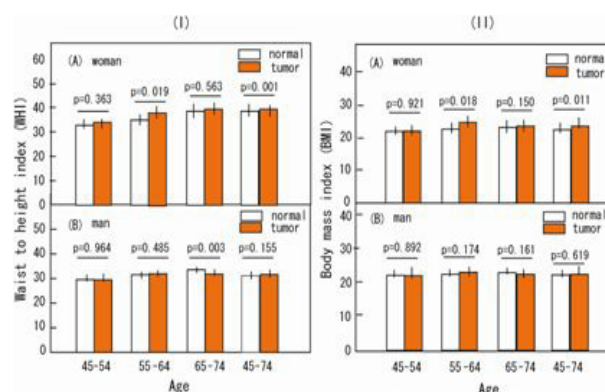 (I)
Waist to height index (WHI)
60
50
40
30
20
10
0
(A) woman
normal
tumor
p=0.363
p=0.019
p=0.563
p=0.001
50
40
30
20
10
0
(B) man
normal
tumor
p=0.964
p=0.485
p=0.003
p=0.155
45-54
55-64
65-74
45-74
Age
(II)
Body mass index (BMI)
40
30
20
10
0
(A) woman
normal
tumor
p=0.921
p=0.018
p=0.150
p=0.011
40
30
20
10
0
(B) man
normal
tumor
p=0.892
p=0.174
p=0.161
p=0.619
45-54
55-64
65-74
45-74
Age